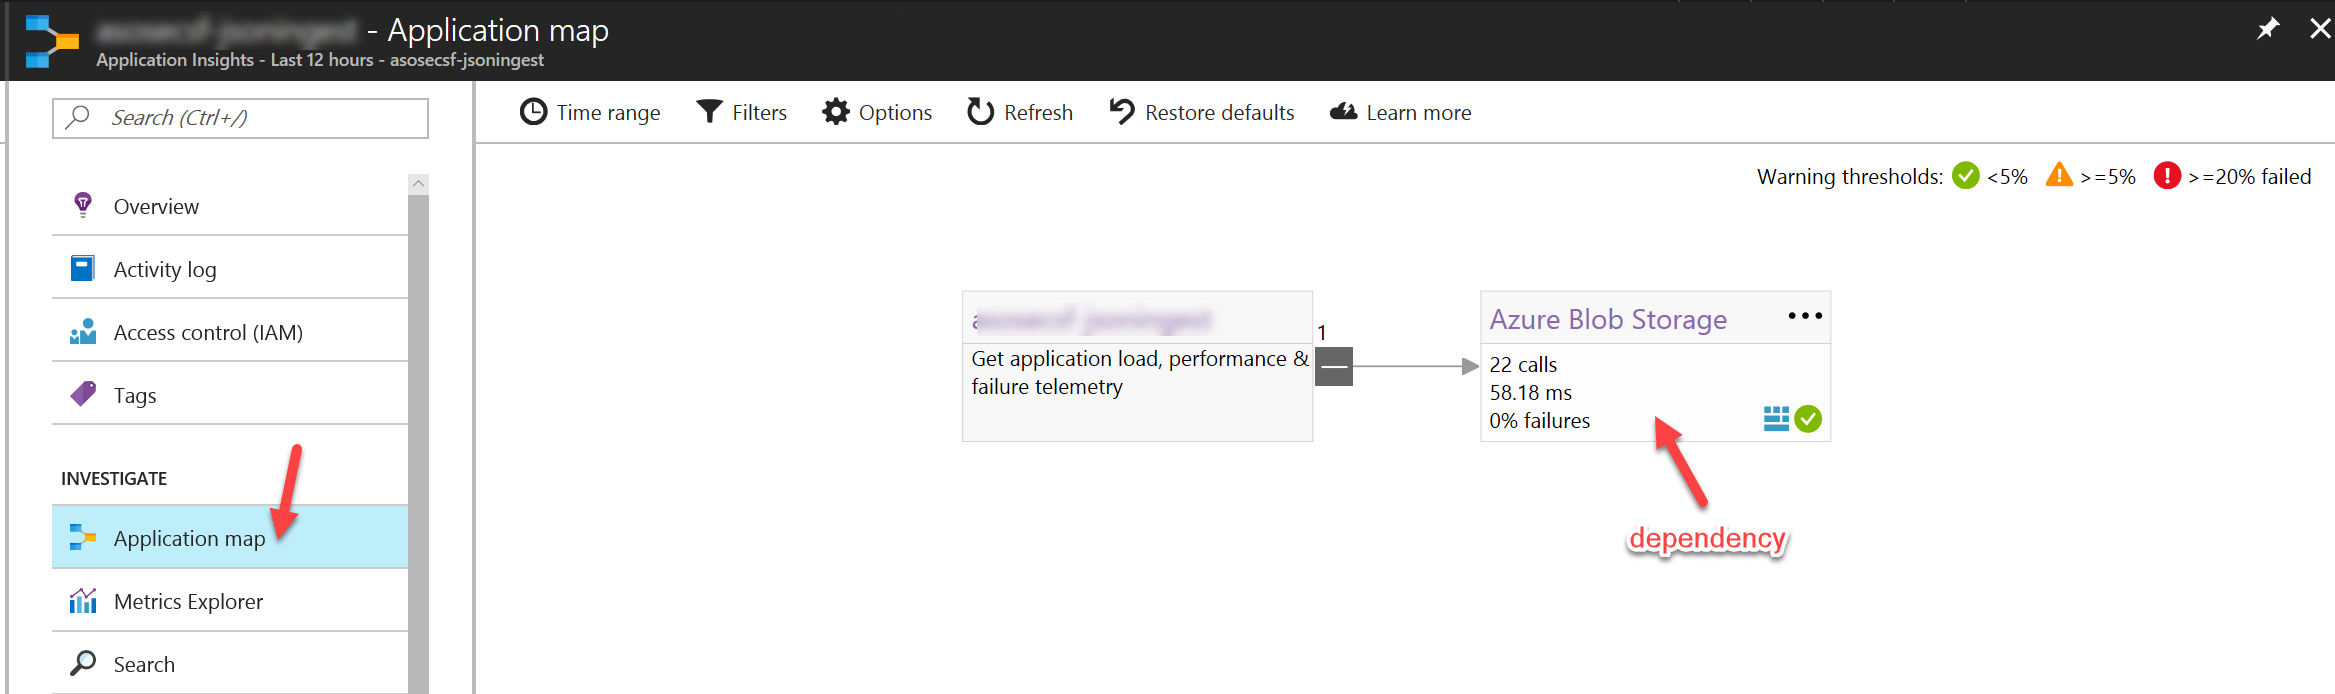 - Application map
Application Insights - Last 12 hours - asosecsf-jsoningest
Search (Ctrl+/)
Time range
Filters
Options
Refresh
Restore defaults
Learn more
Warning thresholds: <5% >=5% >=20% failed
Overview
Activity log
Access control (IAM)
Tags
INVESTIGATE
Application map
Metrics Explorer
Search
Get application load, performance &
failure telemetry
1
Azure Blob Storage
22 calls
58.18 ms
0% failures
dependency